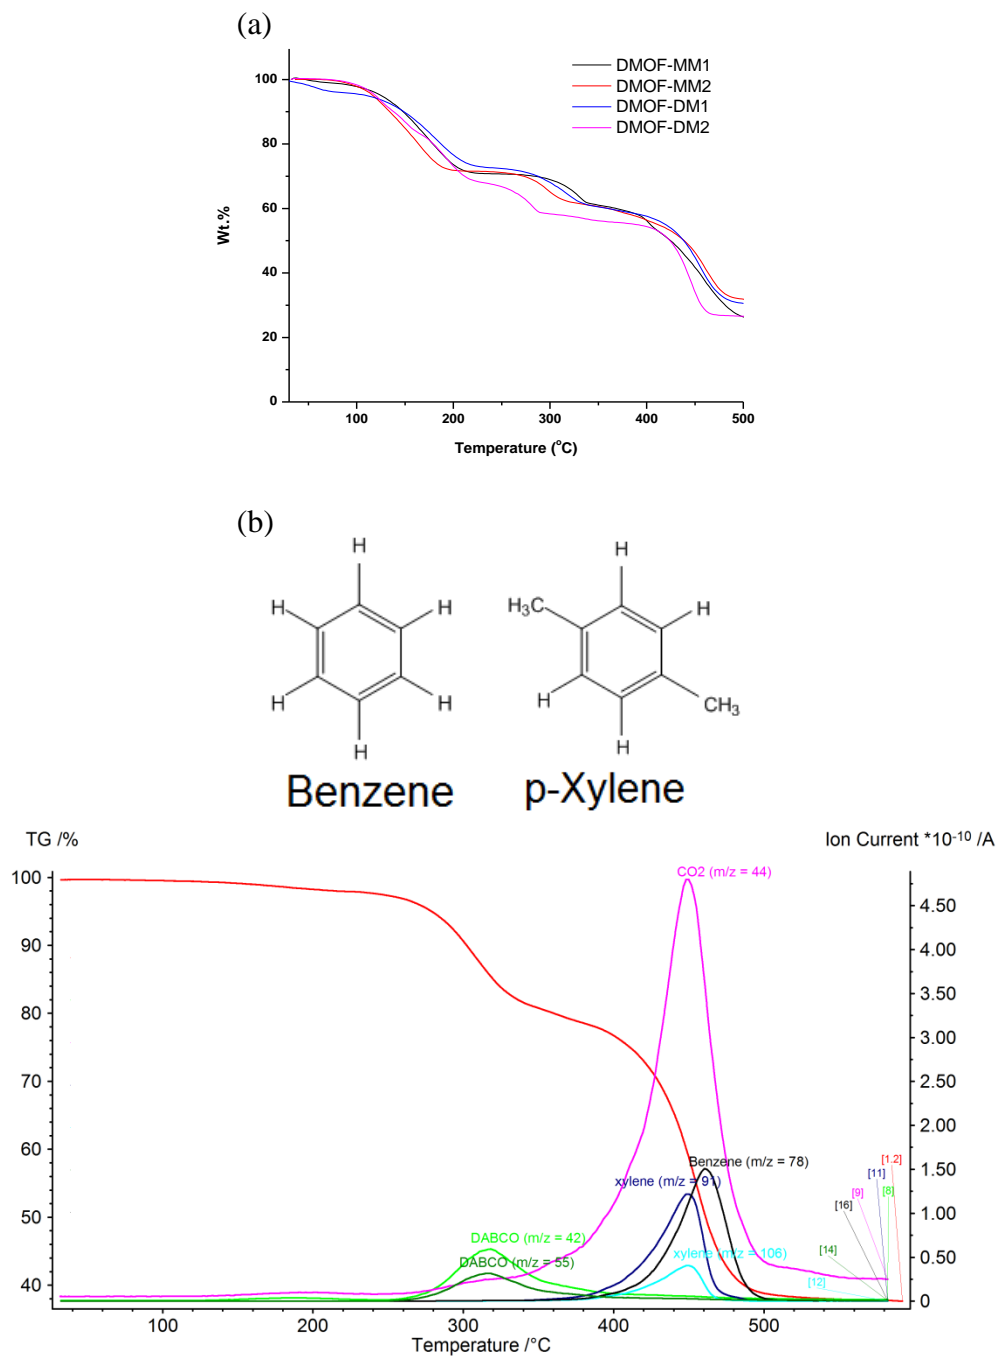 (a)
DMOF-MM1
DMOF-MM2
DMOF-DM1
DMOF-DM2
100
80
60
40
20
0
Wt.%
100 200 300 400 500
Temperature (°C)
(b)
H
H
H
H
H
H
Benzene
H
H₃C
H
H
CH₃
H
p-Xylene
TG /%
Ion Current *10⁻¹⁰ /A
100
90
80
70
60
50
40
CO2 (m/z = 44)
Benzene (m/z = 78)
xylene (m/z = 91)
DABCO (m/z = 42)
DABCO (m/z = 55)
xylene (m/z = 106)
[1.2]
[11]
[8]
[9]
[16]
[14]
[12]
4.50
4.00
3.50
3.00
2.50
2.00
1.50
1.00
0.50
0
100 200 300 400 500
Temperature /°C